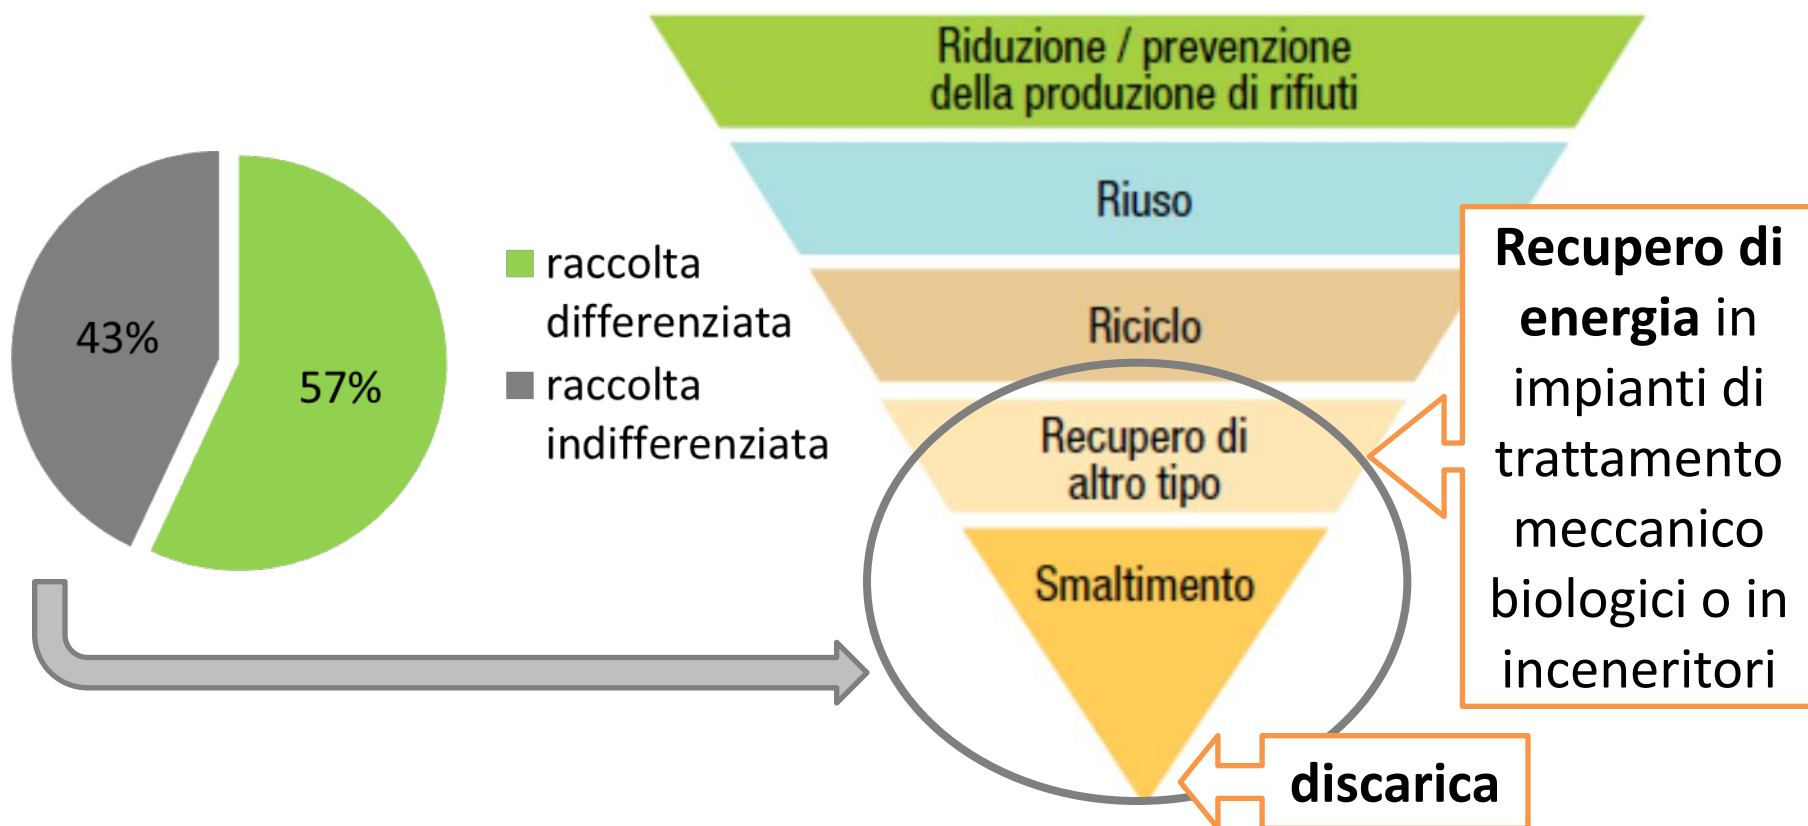 43%
57%
raccolta
differenziata
raccolta
indifferenziata
Riduzione / prevenzione
della produzione di rifiuti
Riuso
Riciclo
Recupero di
altro tipo
Smaltimento
Recupero di
energia in
impianti di
trattamento
meccanico
biologici o in
inceneritori
discarica